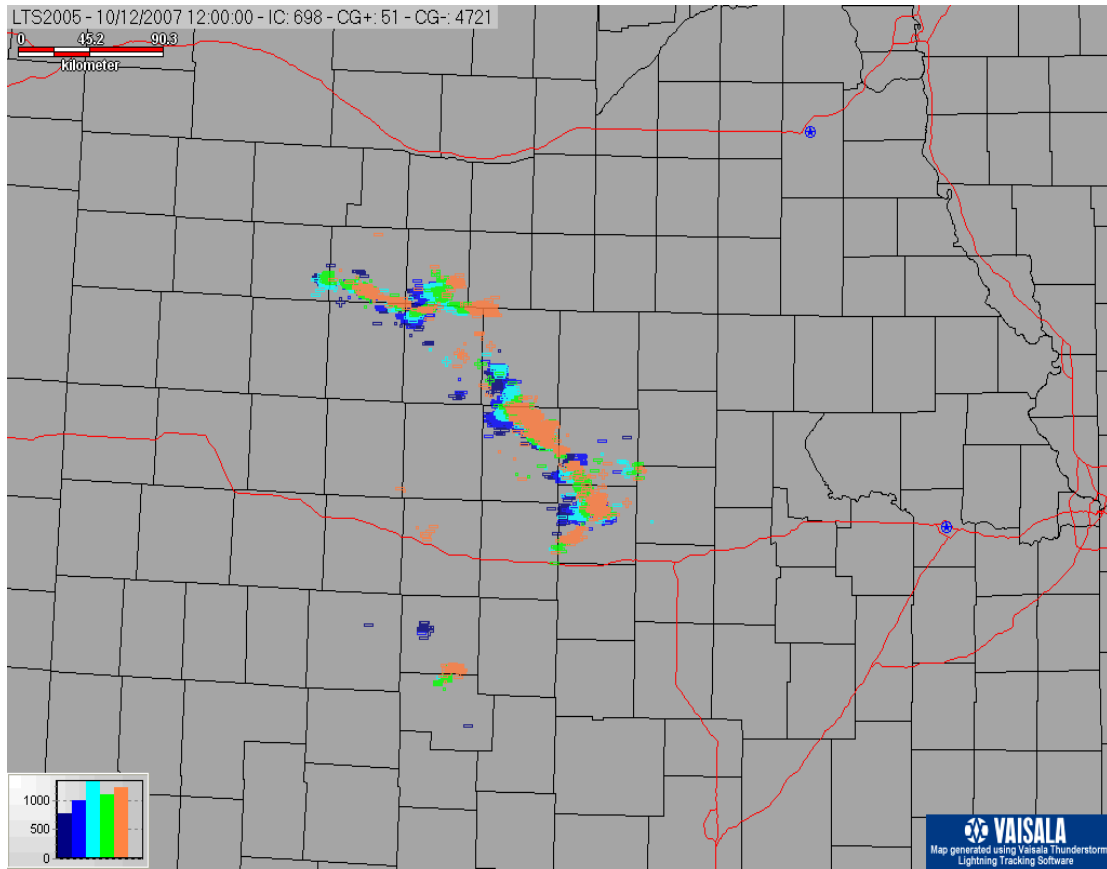 LTS2005 - 10/12/2007 12:00:00 - IC: 698 - CG+: 51 - CG-: 4721
0 45.2 90.3
kilometer
1000
500
0
VAISALA
Map generated using Vaisala Thunderstorm
Lightning Tracking Software